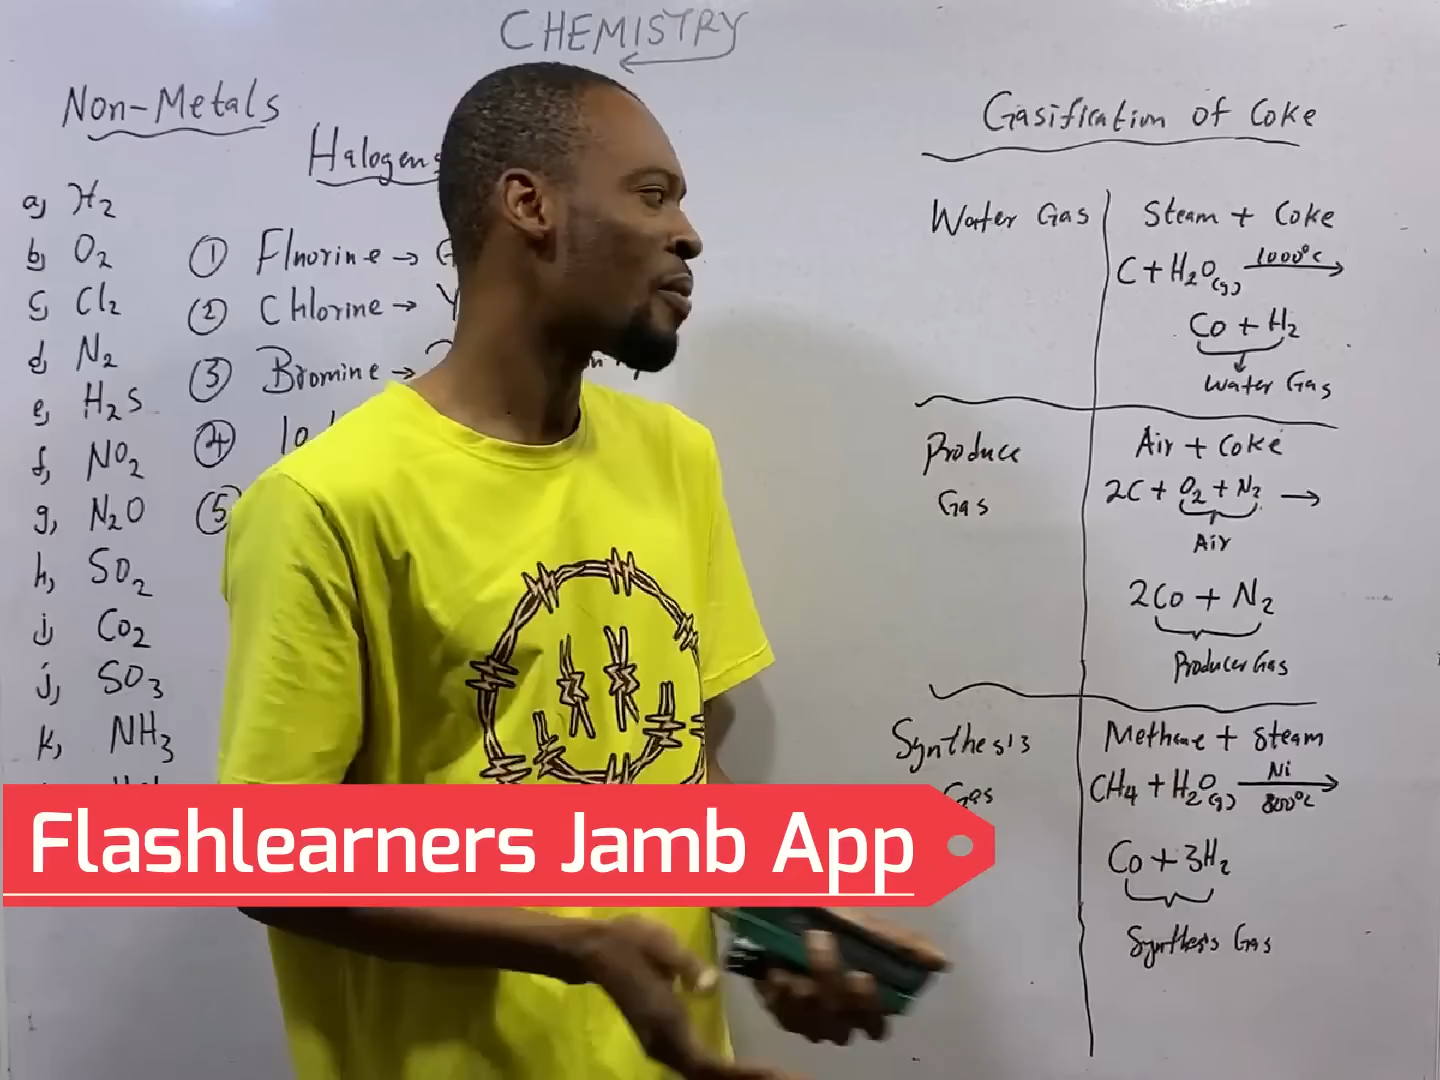 CHEMISTRY
Non-Metals
a, H2
b, O2
c, Cl2
d, N2
e, H2S
f, NO2
g, N2O
h, SO2
i, CO2
j, SO3
k, NH3
Halogens
① Fluorine →
② Chlorine →
③ Bromine →
④
⑤
Gasification of Coke
Water Gas
Steam + Coke
C + H2O(g) 1000°C →
CO + H2
Water Gas
Produce
Gas
Air + Coke
2C + O2 + N2 →
Air
2CO + N2
Producer Gas
Synthesis
Gas
Methane + Steam
CH4 + H2O(g) Ni 800°C →
CO + 3H2
Synthesis Gas
Flashlearners Jamb App